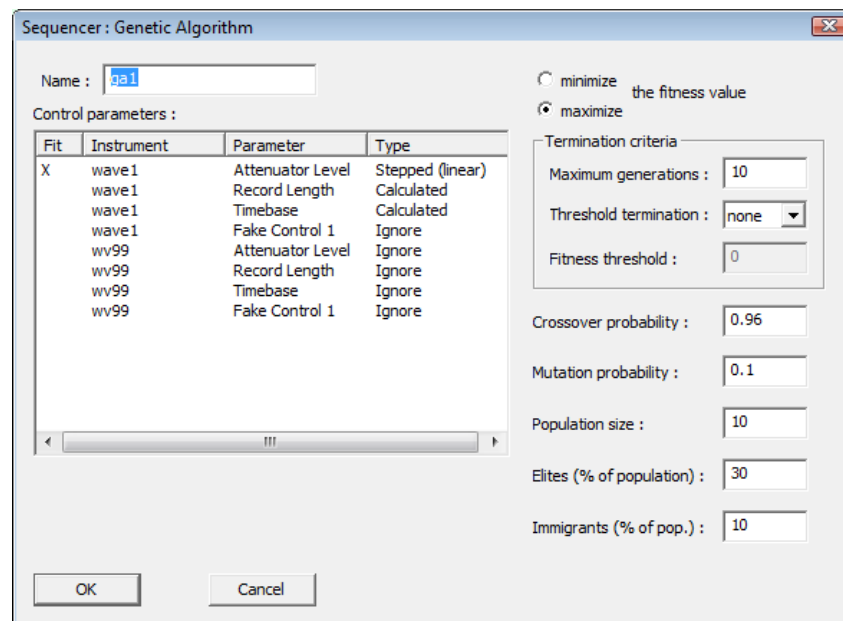 Sequencer : Genetic Algorithm
Name : ga1
Control parameters :
Fit Instrument Parameter Type
X wave1 Attenuator Level Stepped (linear)
wave1 Record Length Calculated
wave1 Timebase Calculated
wave1 Fake Control 1 Ignore
wv99 Attenuator Level Ignore
wv99 Record Length Ignore
wv99 Timebase Ignore
wv99 Fake Control 1 Ignore
minimize
the fitness value
maximize
Termination criteria
Maximum generations : 10
Threshold termination : none
Fitness threshold : 0
Crossover probability : 0.96
Mutation probability : 0.1
Population size : 10
Elites (% of population) : 30
Immigrants (% of pop.) : 10
OK Cancel